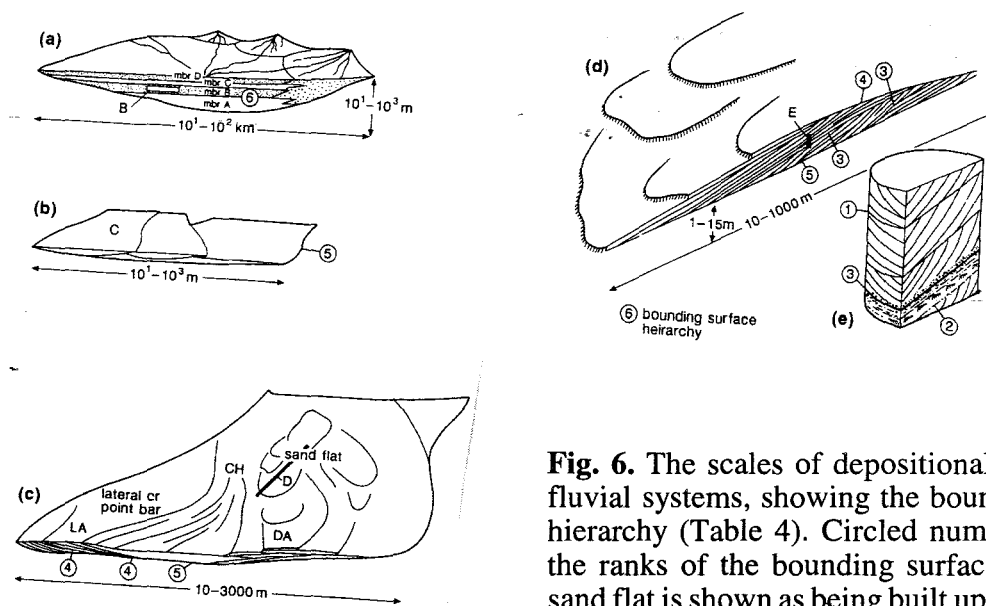 (a)
mbr D
mbr C
mbr B
⑥
mbr A
B
10¹–10² km
10¹–10³ m
(b)
C
⑤
10¹–10³ m
(c)
lateral cr
point bar
LA
CH
sand flat
D
DA
④
④
⑤
10–3000 m
(d)
④
③
E
③
⑤
1–15m
10–1000 m
⑥ bounding surface
heirarchy
①
③
②
(e)
Fig. 6. The scales of depositional
fluvial systems, showing the boun
hierarchy (Table 4). Circled num
the ranks of the bounding surfac
sand flat is shown as being built up